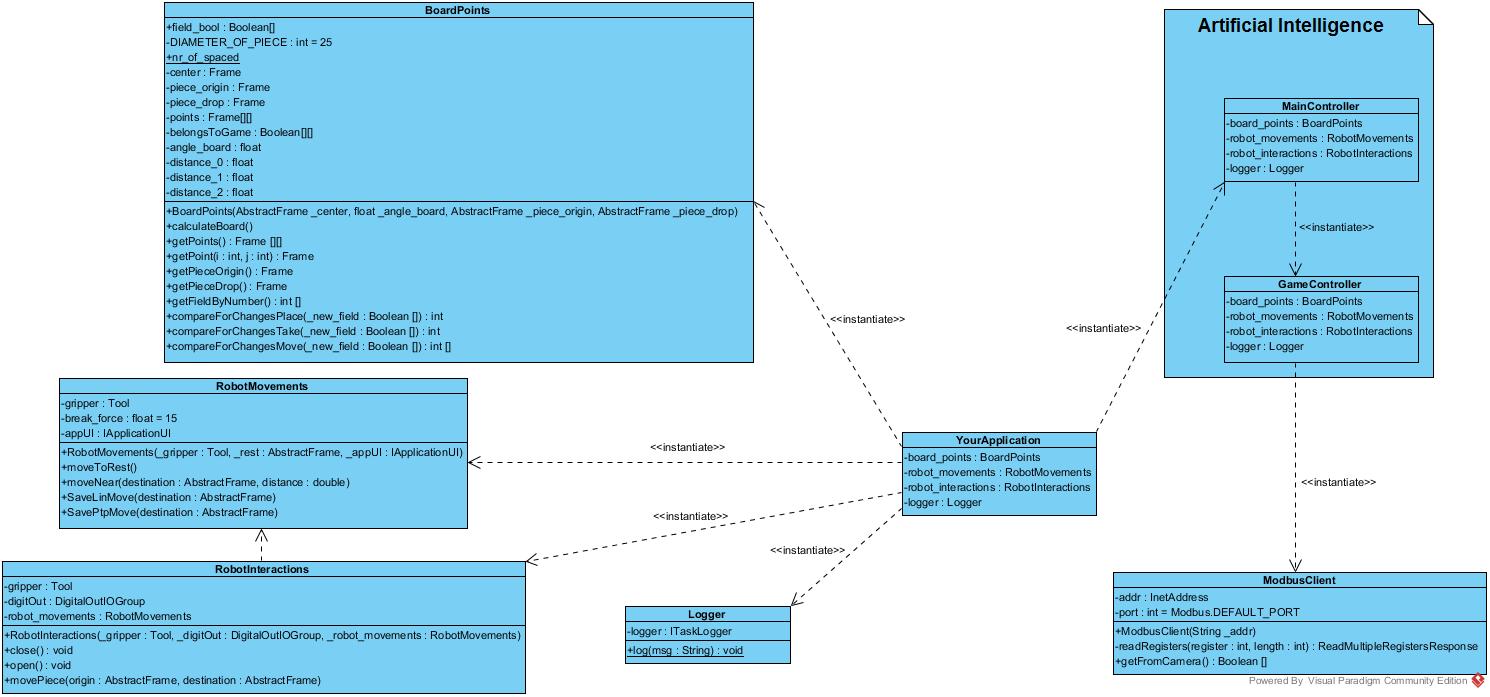 BoardPoints
+field_bool : Boolean[]
-DIAMETER_OF_PIECE : int = 25
+nr_of_spaced
-center : Frame
-piece_origin : Frame
-piece_drop : Frame
-points : Frame[][]
-belongsToGame : Boolean[][]
-angle_board : float
-distance_0 : float
-distance_1 : float
-distance_2 : float
+BoardPoints(AbstractFrame _center, float _angle_board, AbstractFrame _piece_origin, AbstractFrame _piece_drop)
+calculateBoard()
+getPoints() : Frame [][]
+getPoint(i : int, j : int) : Frame
+getPieceOrigin() : Frame
+getPieceDrop() : Frame
+getFieldByNumber() : int []
+compareForChangesPlace(_new_field : Boolean []) : int
+compareForChangesTake(_new_field : Boolean []) : int
+compareForChangesMove(_new_field : Boolean []) : int []
Artificial Intelligence
MainController
-board_points : BoardPoints
-robot_movements : RobotMovements
-robot_interactions : RobotInteractions
-logger : Logger
<<instantiate>>
GameController
-board_points : BoardPoints
-robot_movements : RobotMovements
-robot_interactions : RobotInteractions
-logger : Logger
<<instantiate>>
<<instantiate>>
RobotMovements
-gripper : Tool
-break_force : float = 15
-appUI : IApplicationUI
+RobotMovements(_gripper : Tool, _rest : AbstractFrame, _appUI : IApplicationUI)
+moveToRest()
+moveNear(destination : AbstractFrame, distance : double)
+SaveLinMove(destination : AbstractFrame)
+SavePtpMove(destination : AbstractFrame)
<<instantiate>>
YourApplication
-board_points : BoardPoints
-robot_movements : RobotMovements
-robot_interactions : RobotInteractions
-logger : Logger
<<instantiate>>
<<instantiate>>
<<instantiate>>
RobotInteractions
-gripper : Tool
-digitOut : DigitalOutIOGroup
-robot_movements : RobotMovements
+RobotInteractions(_gripper : Tool, _digitOut : DigitalOutIOGroup, _robot_movements : RobotMovements)
+close() : void
+open() : void
+movePiece(origin : AbstractFrame, destination : AbstractFrame)
Logger
-logger : ITaskLogger
+log(msg : String) : void
ModbusClient
-addr : InetAddress
-port : int = Modbus.DEFAULT_PORT
+ModbusClient(String _addr)
-readRegisters(register : int, length : int) : ReadMultipleRegistersResponse
+getFromCamera() : Boolean []
Powered By Visual Paradigm Community Edition